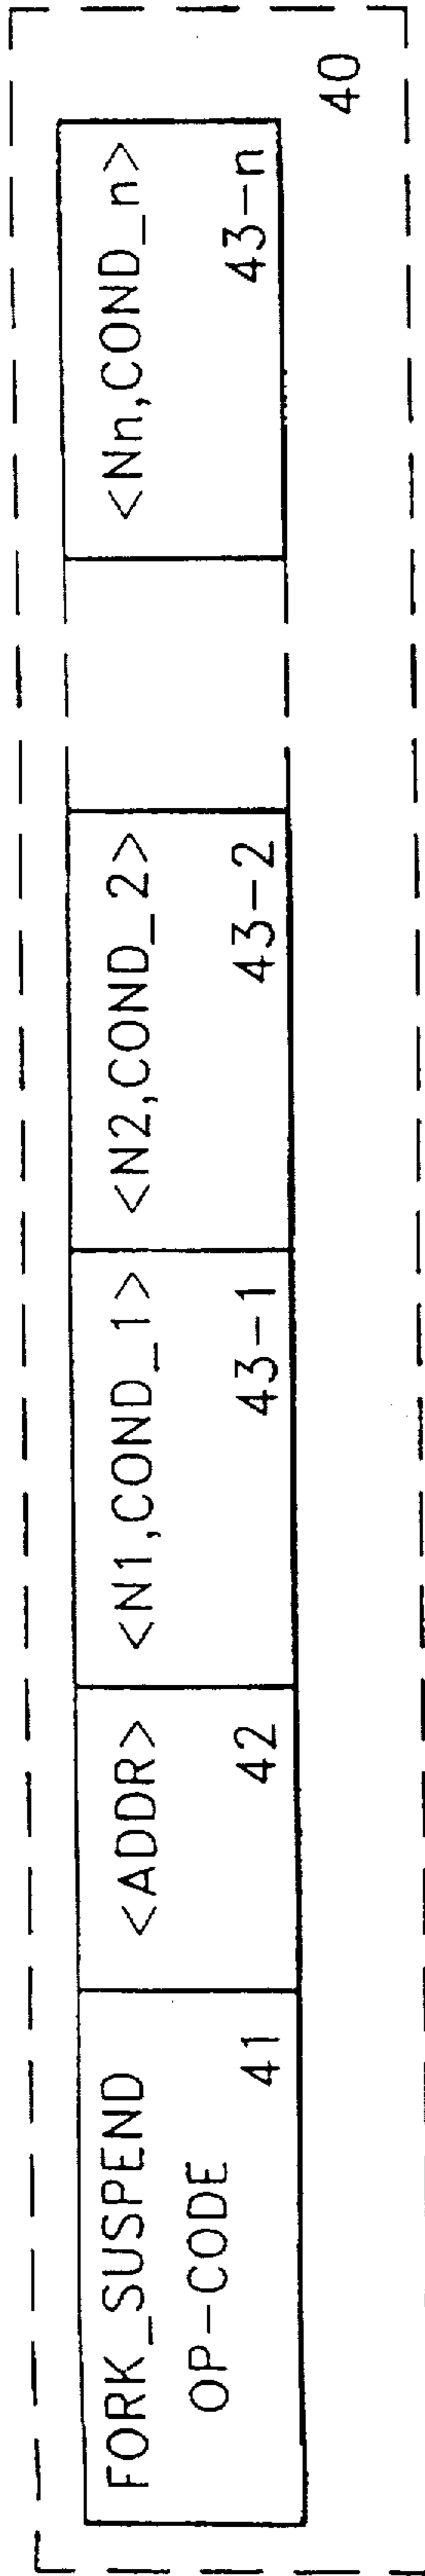 FORK_SUSPEND
OP-CODE
41
<ADDR>
42
<N1,COND_1>
43-1
<N2,COND_2>
43-2
<Nn,COND_n>
43-n
40